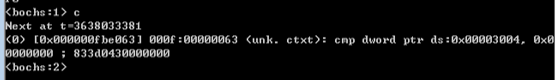 <bochs:1> c
Next at t=3638033381
<0> [0x000000fbe063] 000f:00000063 <unk. ctxt>: cmp dword ptr ds:0x00003004, 0x0
0000000 ; 833d0430000000
<bochs:2>